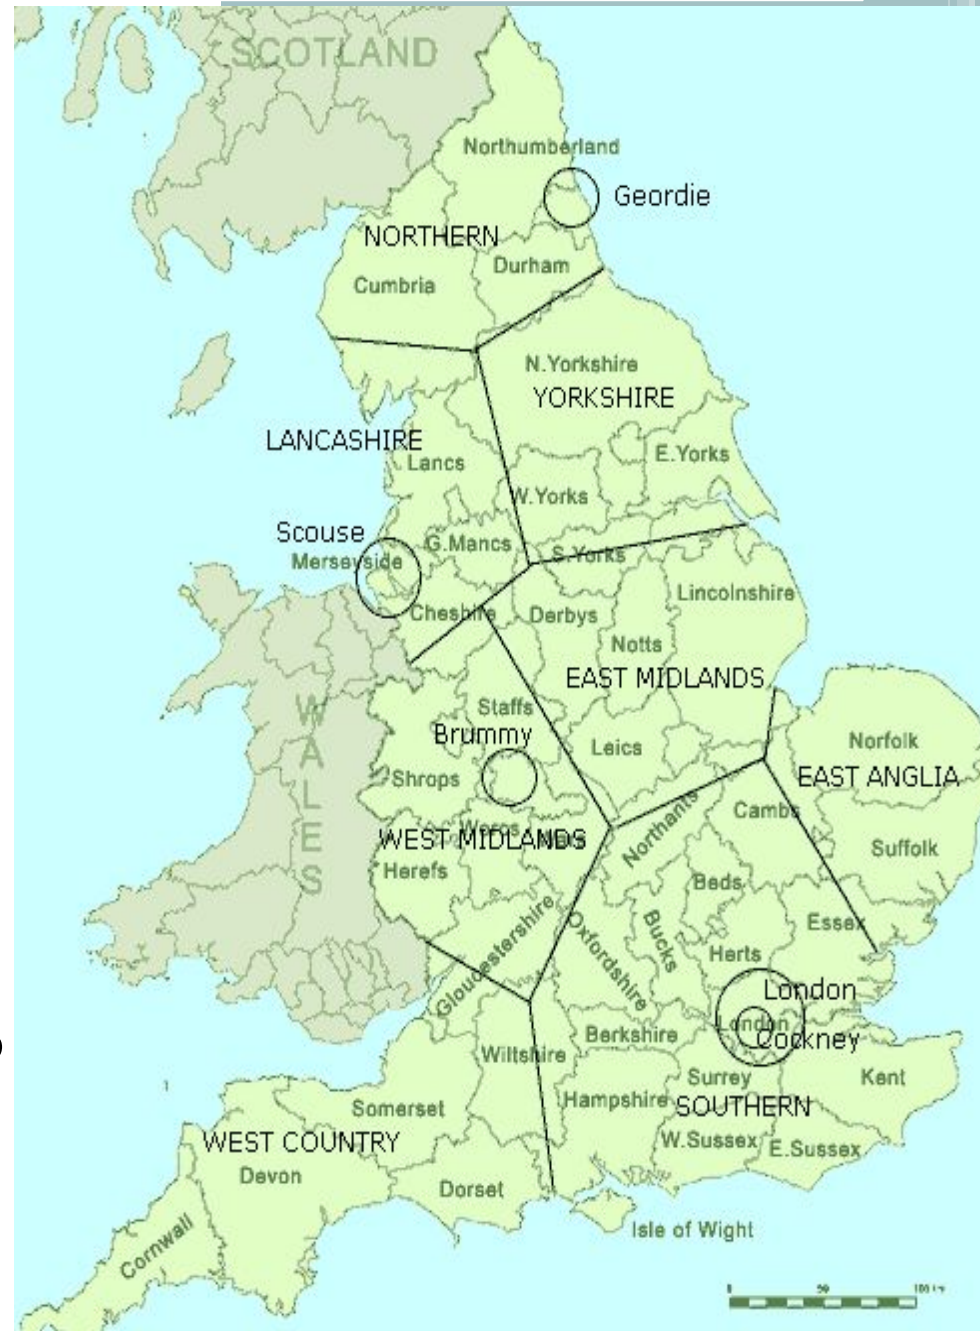 SCOTLAND
Northumberland
Geordie
NORTHERN
Durham
Cumbria
N.Yorkshire
YORKSHIRE
LANCASHIRE
E.Yorks
Lancs
W.Yorks
Scouse
G.Mancs
S.Yorks
Merseyside
Lincolnshire
Cheshire
Derbys
Notts
EAST MIDLANDS
WALES
Staffs
Brummy
Leics
Norfolk
Shrops
EAST ANGLIA
Cambs
Northants
Worcs
WEST MIDLANDS
Suffolk
Herefs
Beds
Gloucestershire
Oxfordshire
Bucks
Essex
Herts
London
London
Cockney
Berkshire
Wiltshire
Surrey
Kent
Hampshire
SOUTHERN
Somerset
WEST COUNTRY
W.Sussex
E.Sussex
Devon
Dorset
Cornwall
Isle of Wight
0